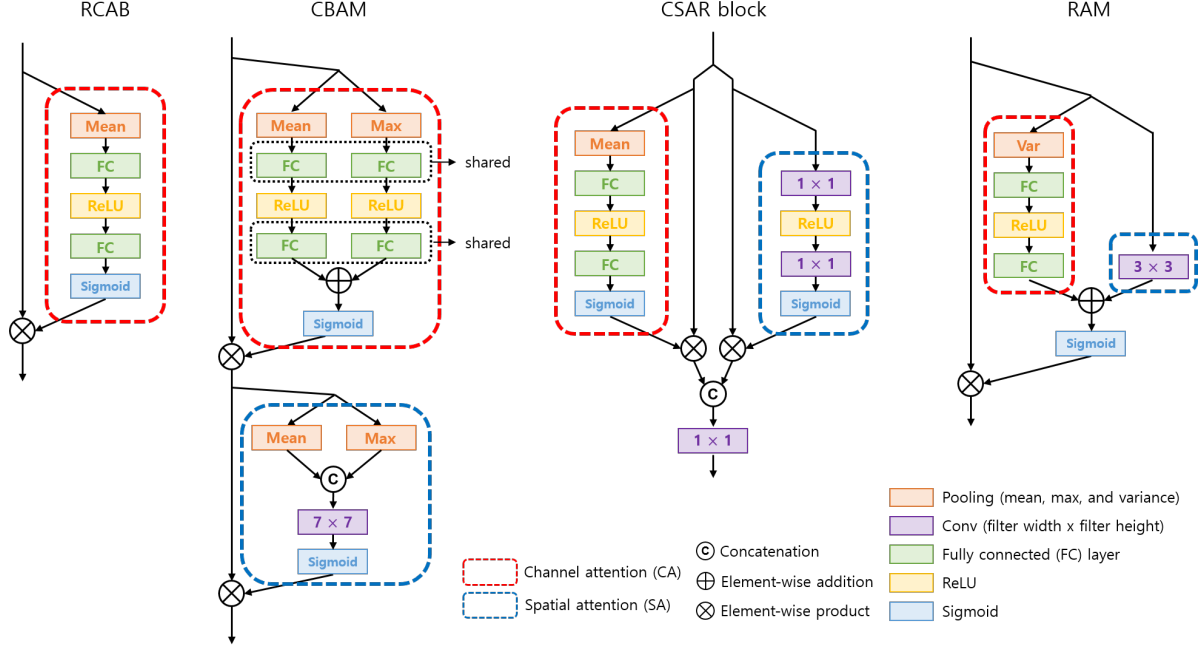 RCAB
CBAM
CSAR block
RAM
Mean
FC
ReLU
FC
Sigmoid
Mean
Max
FC
FC
shared
ReLU
ReLU
FC
FC
shared
Sigmoid
Mean
Max
C
7 × 7
Sigmoid
Mean
FC
ReLU
FC
Sigmoid
1 × 1
ReLU
1 × 1
Sigmoid
C
1 × 1
Var
FC
ReLU
FC
3 × 3
Sigmoid
Channel attention (CA)
Spatial attention (SA)
C Concatenation
Element-wise addition
Element-wise product
Pooling (mean, max, and variance)
Conv (filter width x filter height)
Fully connected (FC) layer
ReLU
Sigmoid